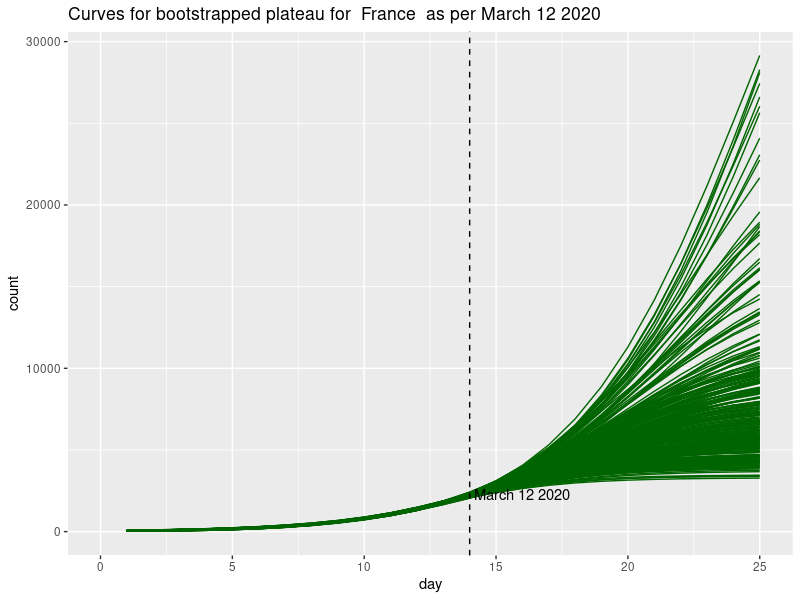 Curves for bootstrapped plateau for  France  as per March 12 2020
30000
20000
count
10000
March 12 2020
0
0 5 10 15 20 25
day